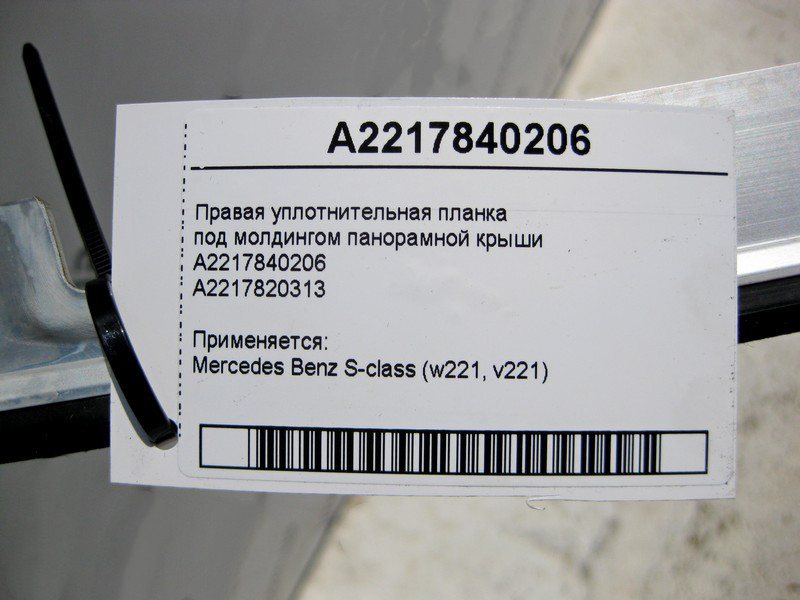 A2217840206
Правая уплотнительная планка
под молдингом панорамной крыши
A2217840206
A2217820313
Применяется:
Mercedes Benz S-class (w221, v221)